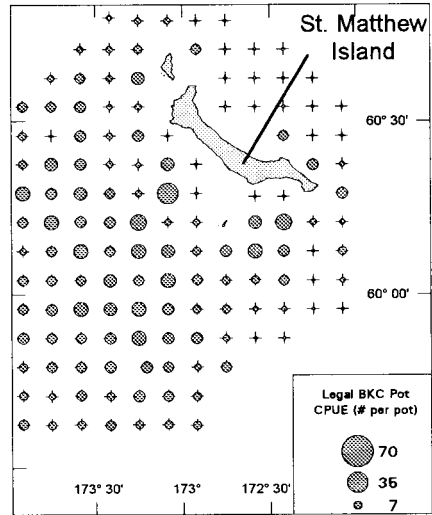 St. Matthew
Island
60° 30'
60° 00'
173° 30'
173°
172° 30'
Legal BKC Pot
CPUE (# per pot)
70
35
7